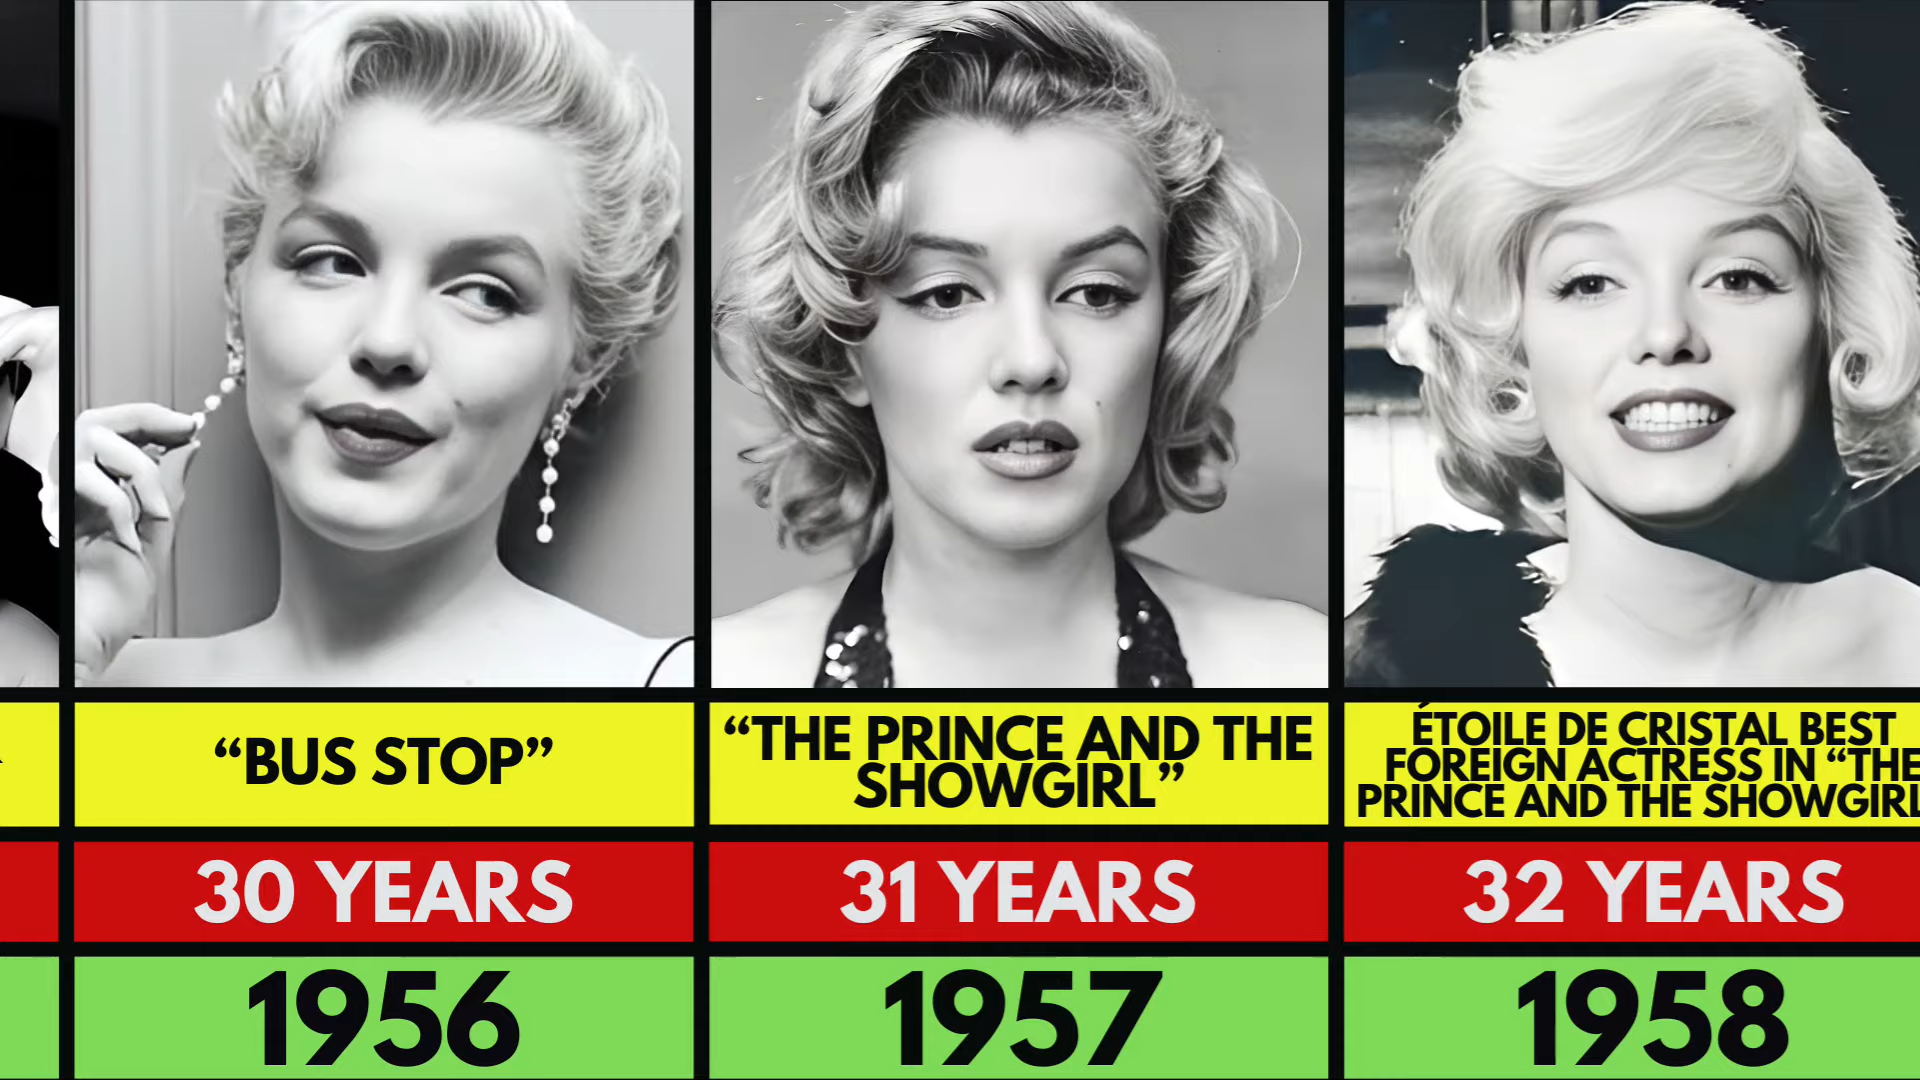 “BUS STOP”
30 YEARS
1956
“THE PRINCE AND THE
SHOWGIRL”
31 YEARS
1957
ÉTOILE DE CRISTAL BEST
FOREIGN ACTRESS IN “THE
PRINCE AND THE SHOWGIRL
32 YEARS
1958